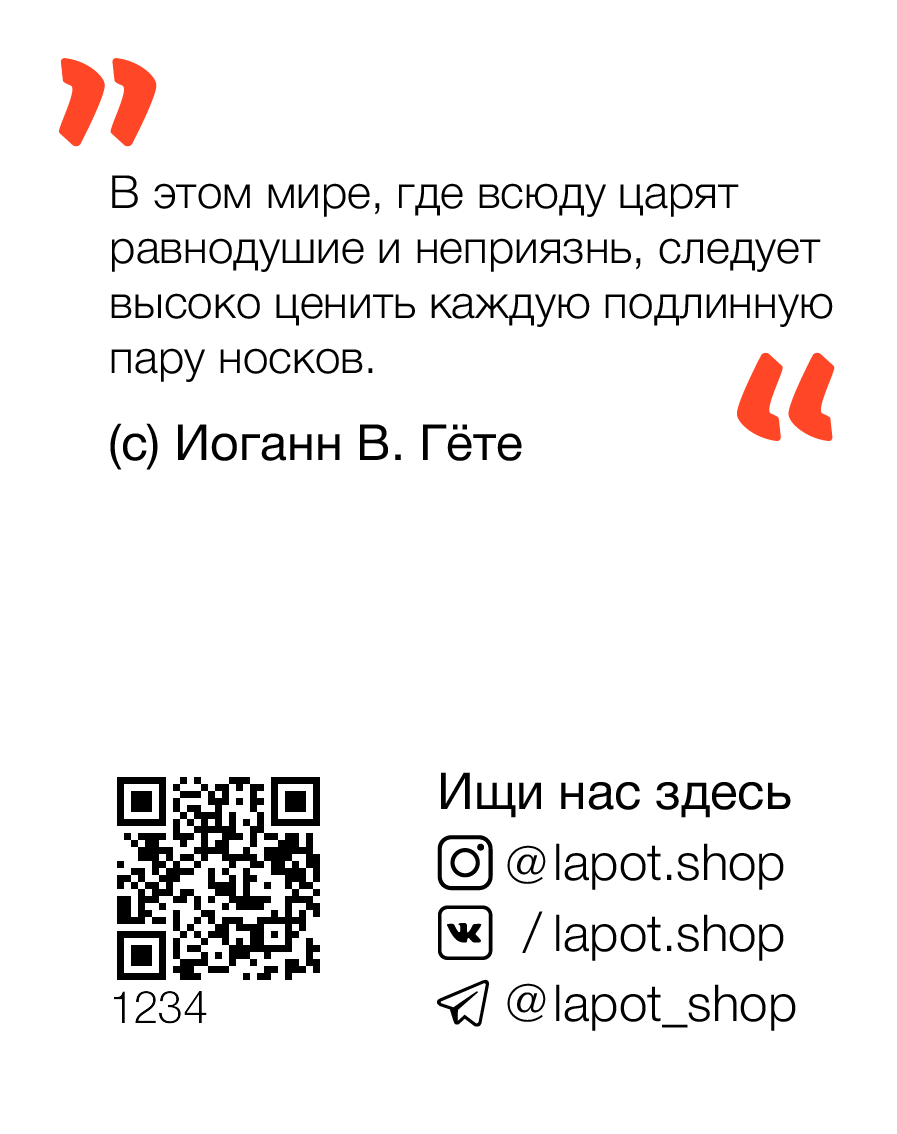 ”
В этом мире, где всюду царят
равнодушие и неприязнь, следует
высоко ценить каждую подлинную
пару носков.
“
(с) Иоганн В. Гёте
Ищи нас здесь
@lapot.shop
/ lapot.shop
@lapot_shop
1234